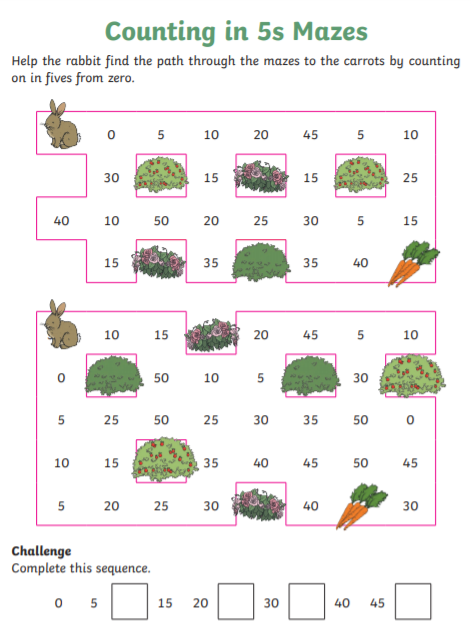 Counting in 5s Mazes
Help the rabbit find the path through the mazes to the carrots by counting
on in fives from zero.
0 5 10 20 45 5 10
30 15 15 25
40 10 50 20 25 30 5 15
15 35 35 40
10 15 20 45 5 10
0 50 10 5 30
5 25 50 25 30 35 50 0
10 15 35 40 45 50 45
5 20 25 30 40 30
Challenge
Complete this sequence.
0 5 15 20 30 40 45